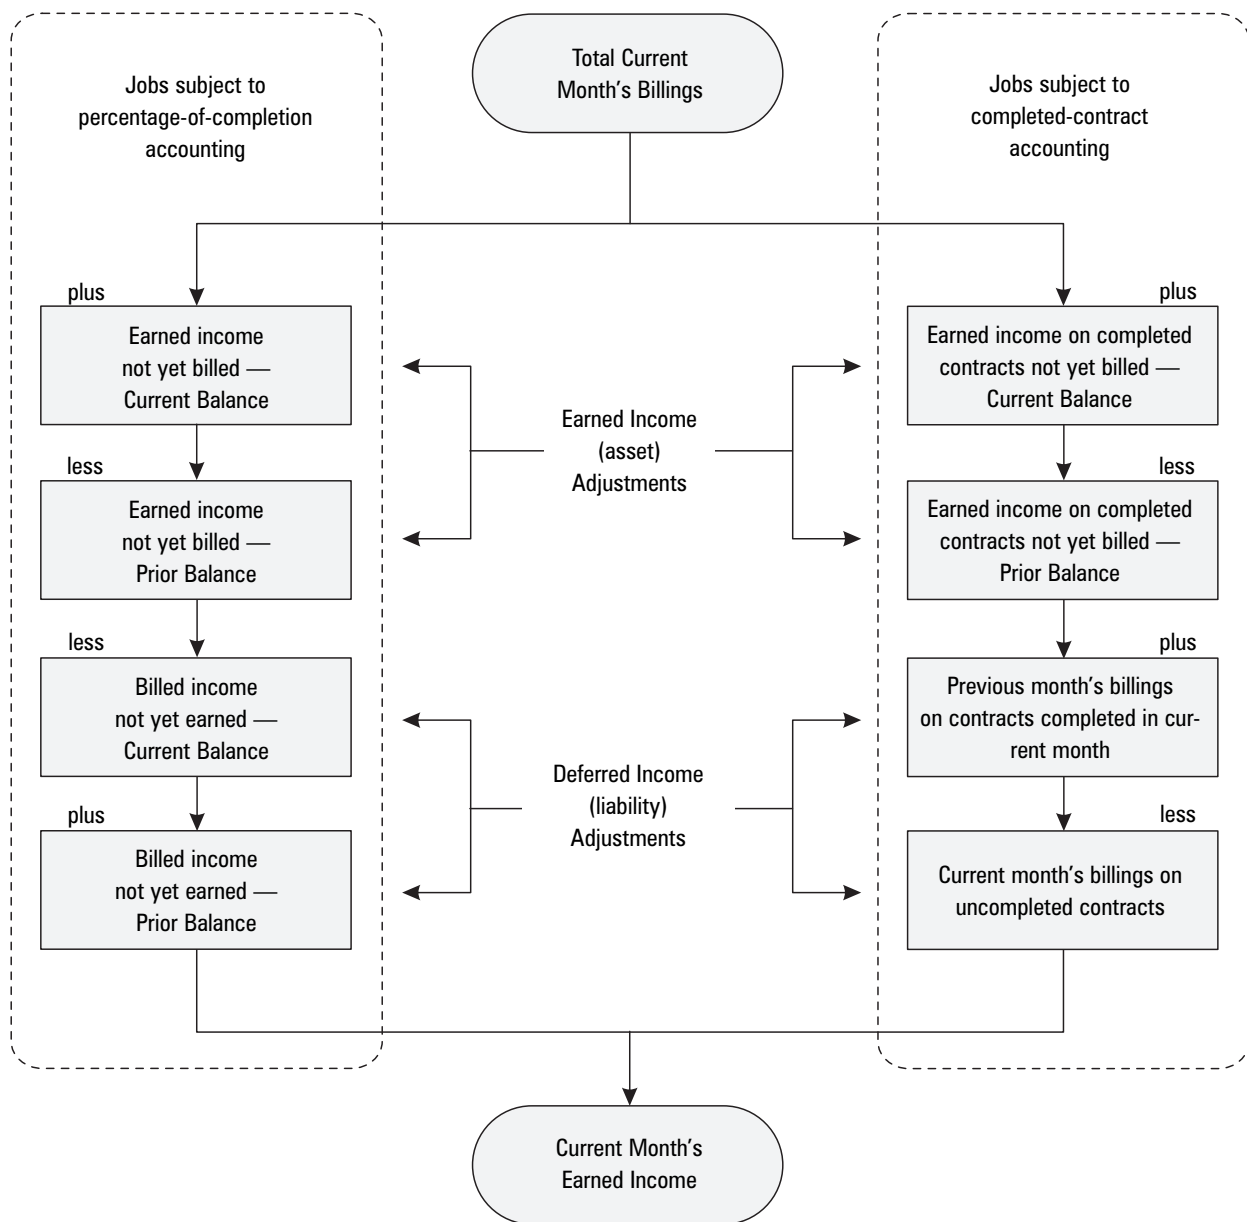 Total Current
Month's Billings
Jobs subject to
percentage-of-completion
accounting
Jobs subject to
completed-contract
accounting
plus
Earned income
not yet billed —
Current Balance
less
Earned income
not yet billed —
Prior Balance
less
Billed income
not yet earned —
Current Balance
plus
Billed income
not yet earned —
Prior Balance
Earned Income
(asset)
Adjustments
Deferred Income
(liability)
Adjustments
plus
Earned income on completed
contracts not yet billed —
Current Balance
less
Earned income on completed
contracts not yet billed —
Prior Balance
plus
Previous month's billings
on contracts completed in cur-
rent month
less
Current month's billings on
uncompleted contracts
Current Month's
Earned Income